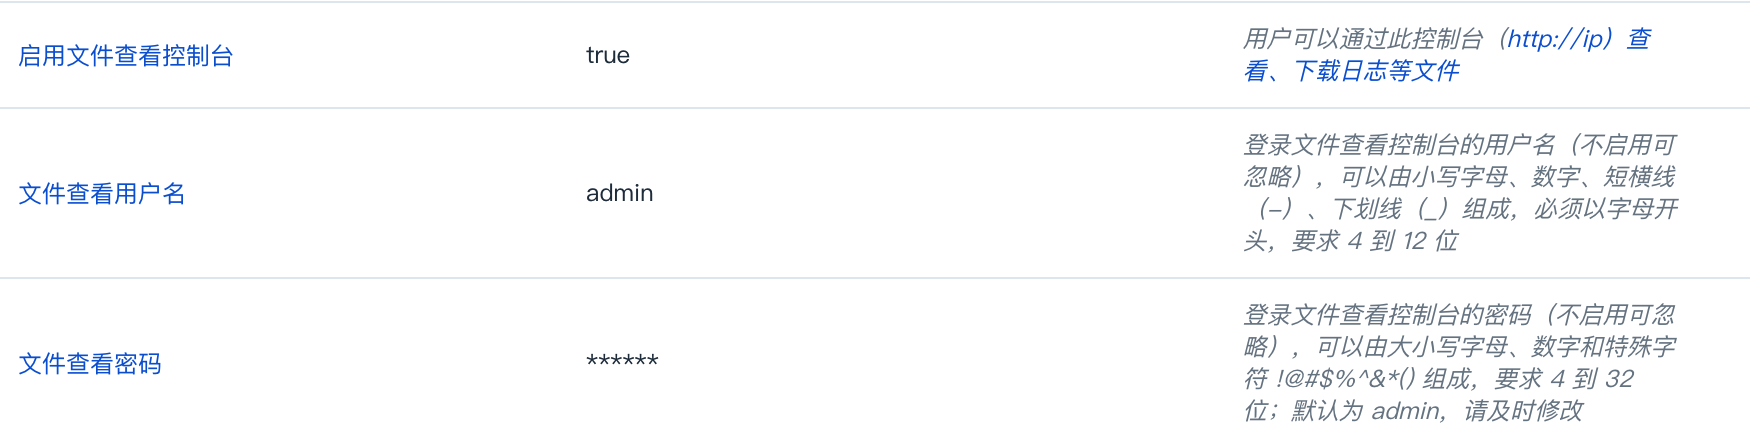 启用文件查看控制台
true
用户可以通过此控制台（http://ip）查
看、下载日志等文件
文件查看用户名
admin
登录文件查看控制台的用户名（不启用可
忽略），可以由小写字母、数字、短横线
（-）、下划线（_）组成，必须以字母开
头，要求 4 到 12 位
文件查看密码
******
登录文件查看控制台的密码（不启用可忽
略），可以由大小写字母、数字和特殊字
符 !@#$%^&*() 组成，要求 4 到 32
位；默认为 admin，请及时修改